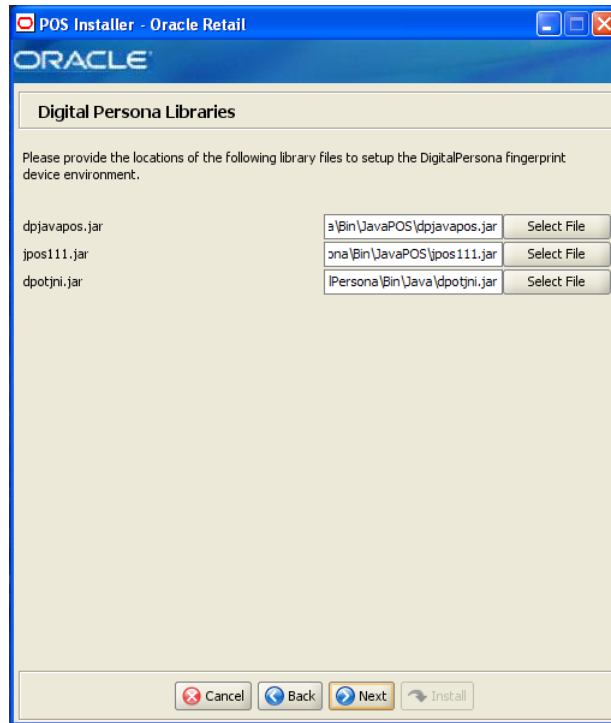 POS Installer - Oracle Retail
ORACLE
Digital Persona Libraries
Please provide the locations of the following library files to setup the DigitalPersona fingerprint
device environment.
dpjavapos.jar a\Bin\JavaPOS\dpjavapos.jar Select File
jpos111.jar ona\Bin\JavaPOS\jpos111.jar Select File
dpotjni.jar lPersona\Bin\Java\dpotjni.jar Select File
Cancel Back Next Install